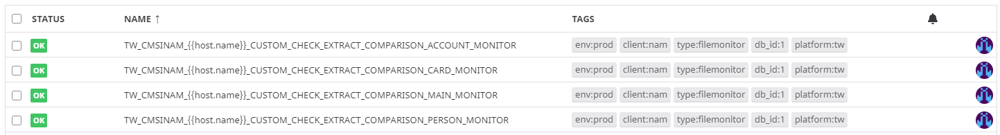 STATUS NAME ↑ TAGS
OK TW_CMSINAM_{{host.name}}_CUSTOM_CHECK_EXTRACT_COMPARISON_ACCOUNT_MONITOR env:prod client:nam type:filemonitor db_id:1 platform:tw
OK TW_CMSINAM_{{host.name}}_CUSTOM_CHECK_EXTRACT_COMPARISON_CARD_MONITOR env:prod client:nam type:filemonitor db_id:1 platform:tw
OK TW_CMSINAM_{{host.name}}_CUSTOM_CHECK_EXTRACT_COMPARISON_MAIN_MONITOR env:prod client:nam type:filemonitor db_id:1 platform:tw
OK TW_CMSINAM_{{host.name}}_CUSTOM_CHECK_EXTRACT_COMPARISON_PERSON_MONITOR env:prod client:nam type:filemonitor db_id:1 platform:tw